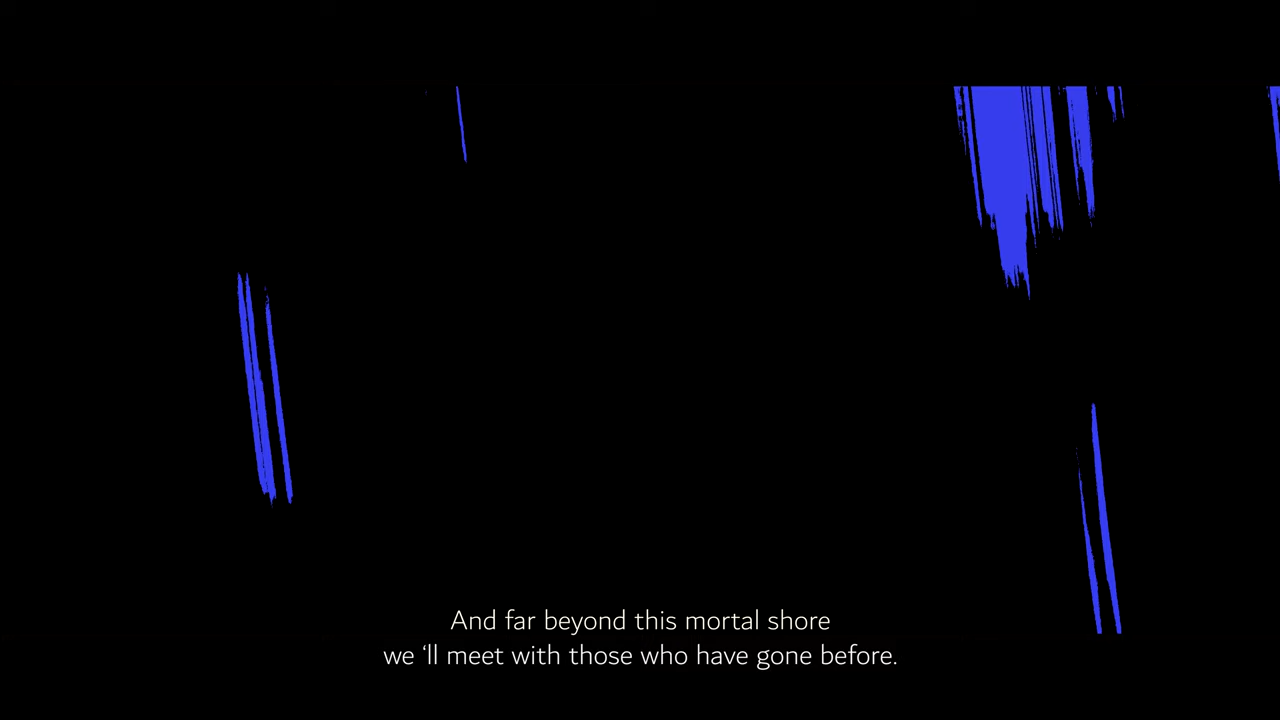 And far beyond this mortal shore
we ‘ll meet with those who have gone before.